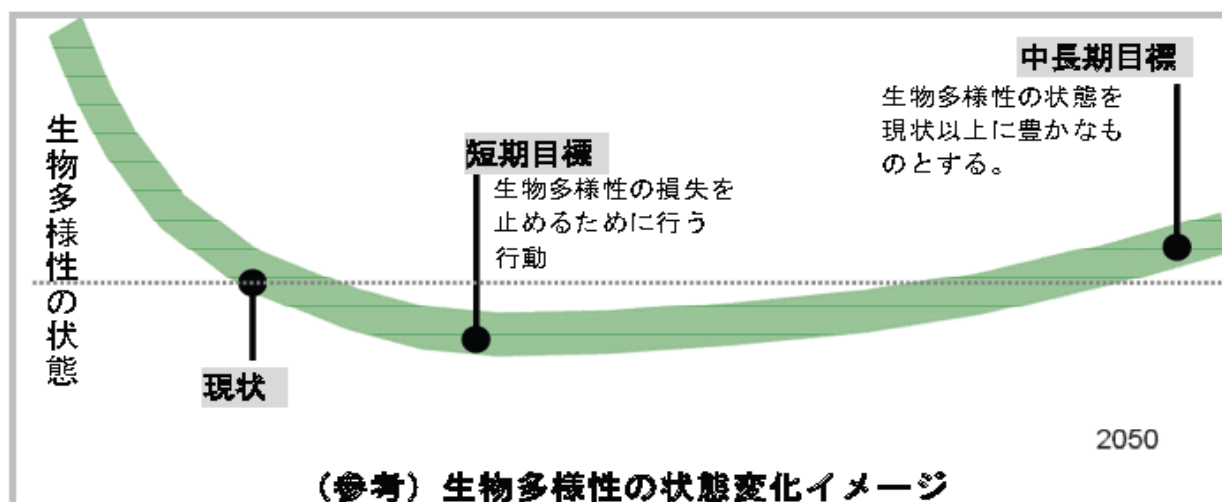 中長期目標
生物多様性の状態を
現状以上に豊かなも
のとする。
生物多様性の状態
短期目標
生物多様性の損失を
止めるために行う
行動
現状
2050
（参考）生物多様性の状態変化イメージ